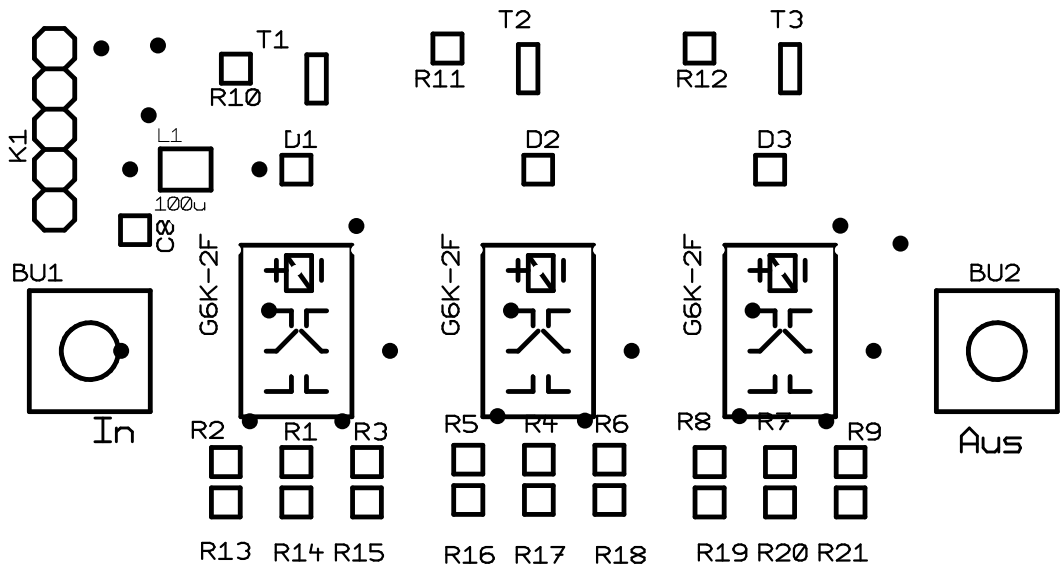 T1
T2
T3
R10
R11
R12
K1
L1
100u
C8
D1
D2
D3
G6K-2F
G6K-2F
G6K-2F
BU1
BU2
In
Aus
R2
R1
R3
R5
R4
R6
R8
R7
R9
R13
R14
R15
R16
R17
R18
R19
R20
R21